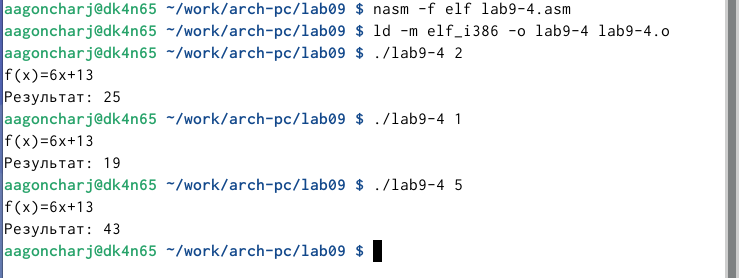 aagoncharj@dk4n65 ~/work/arch-pc/lab09 $ nasm -f elf lab9-4.asm
aagoncharj@dk4n65 ~/work/arch-pc/lab09 $ ld -m elf_i386 -o lab9-4 lab9-4.o
aagoncharj@dk4n65 ~/work/arch-pc/lab09 $ ./lab9-4 2
f(x)=6x+13
Результат: 25
aagoncharj@dk4n65 ~/work/arch-pc/lab09 $ ./lab9-4 1
f(x)=6x+13
Результат: 19
aagoncharj@dk4n65 ~/work/arch-pc/lab09 $ ./lab9-4 5
f(x)=6x+13
Результат: 43
aagoncharj@dk4n65 ~/work/arch-pc/lab09 $